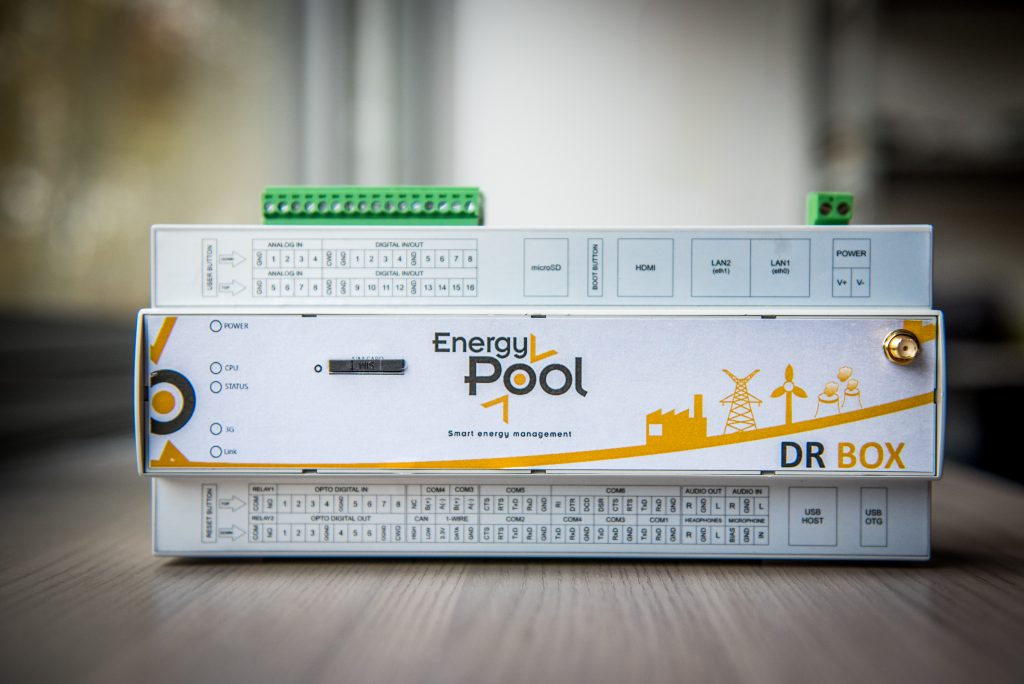 USER BUTTON
DOWN
UP
ANALOG IN DIGITAL IN/OUT
GND 1 2 3 4 CWD GND 1 2 3 4 GND 5 6 7 8
ANALOG IN DIGITAL IN/OUT
GND 5 6 7 8 CWD GND 9 10 11 12 GND 13 14 15 16
microSD
BOOT BUTTON
HDMI
LAN2
(eth1)
LAN1
(eth0)
POWER
V+ V-
POWER
CPU
STATUS
3G
Link
Energy
Pool
Smart energy management
DR BOX
RESET BUTTON
RELAY1 OPTO DIGITAL IN COM4 COM3 COM5 COM6 AUDIO OUT AUDIO IN
COM NO 1 2 3 4 GND 5 6 7 8 NC B(+) A(-) B(+) A(-) CTS RTS TxD RxD GND RI DTR DCD DSR CTS RTS TxD RxD GND R GND L R GND L
RELAY2 OPTO DIGITAL OUT CAN 1-WIRE COM2 COM4 COM3 COM1 HEADPHONES MICROPHONE
COM NO 1 2 3 GND 4 5 6 GND CWG HIGH LOW 3.3V DATA GND CTS RTS TxD RxD GND TxD RxD GND TxD RxD GND TxD RxD GND R GND L BIAS GND IN
USB
HOST
USB
OTG